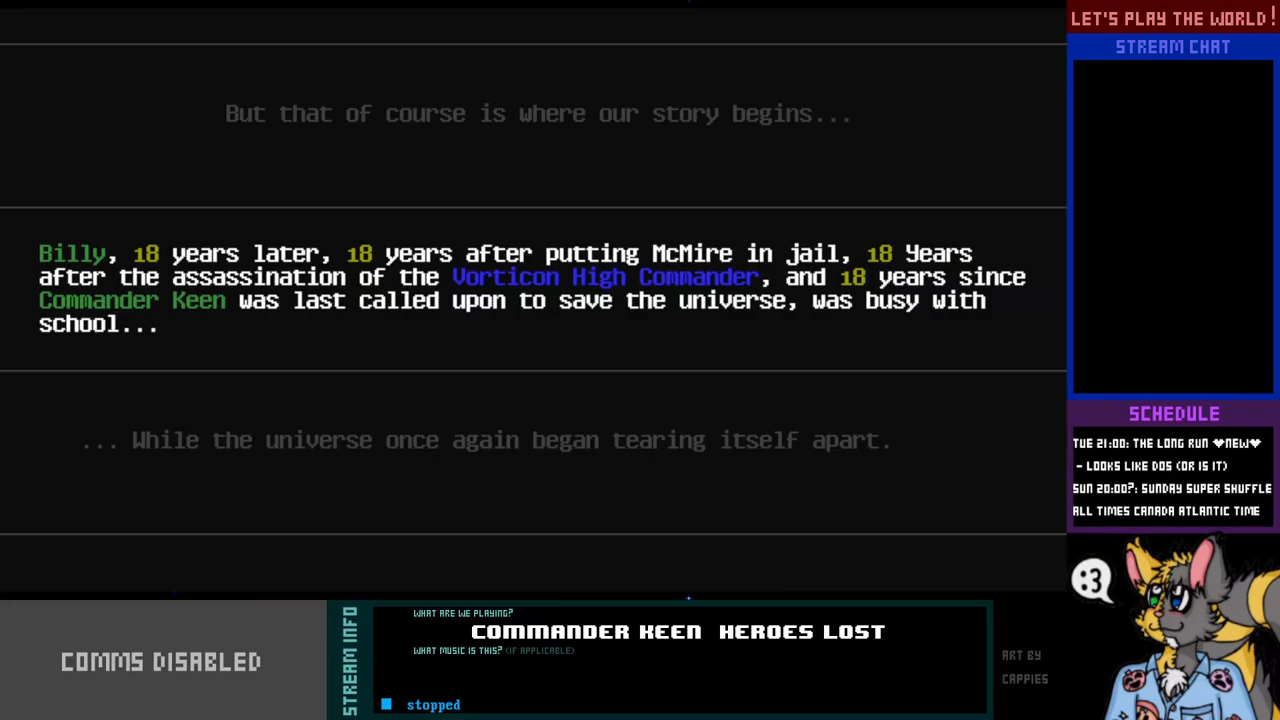 But that of course is where our story begins...
Billy, 18 years later, 18 years after putting McMire in jail, 18 Years
after the assassination of the Vorticon High Commander, and 18 years since
Commander Keen was last called upon to save the universe, was busy with
school...
... While the universe once again began tearing itself apart.
LET'S PLAY THE WORLD!
STREAM CHAT
SCHEDULE
TUE 21:00: THE LONG RUN ♥NEW♥
- LOOKS LIKE DOS (OR IS IT)
SUN 20:00?: SUNDAY SUPER SHUFFLE
ALL TIMES CANADA ATLANTIC TIME
:3
COMMS DISABLED
STREAM INFO
WHAT ARE WE PLAYING?
COMMANDER KEEN HEROES LOST
WHAT MUSIC IS THIS? (IF APPLICABLE)
stopped
ART BY
CAPPIES